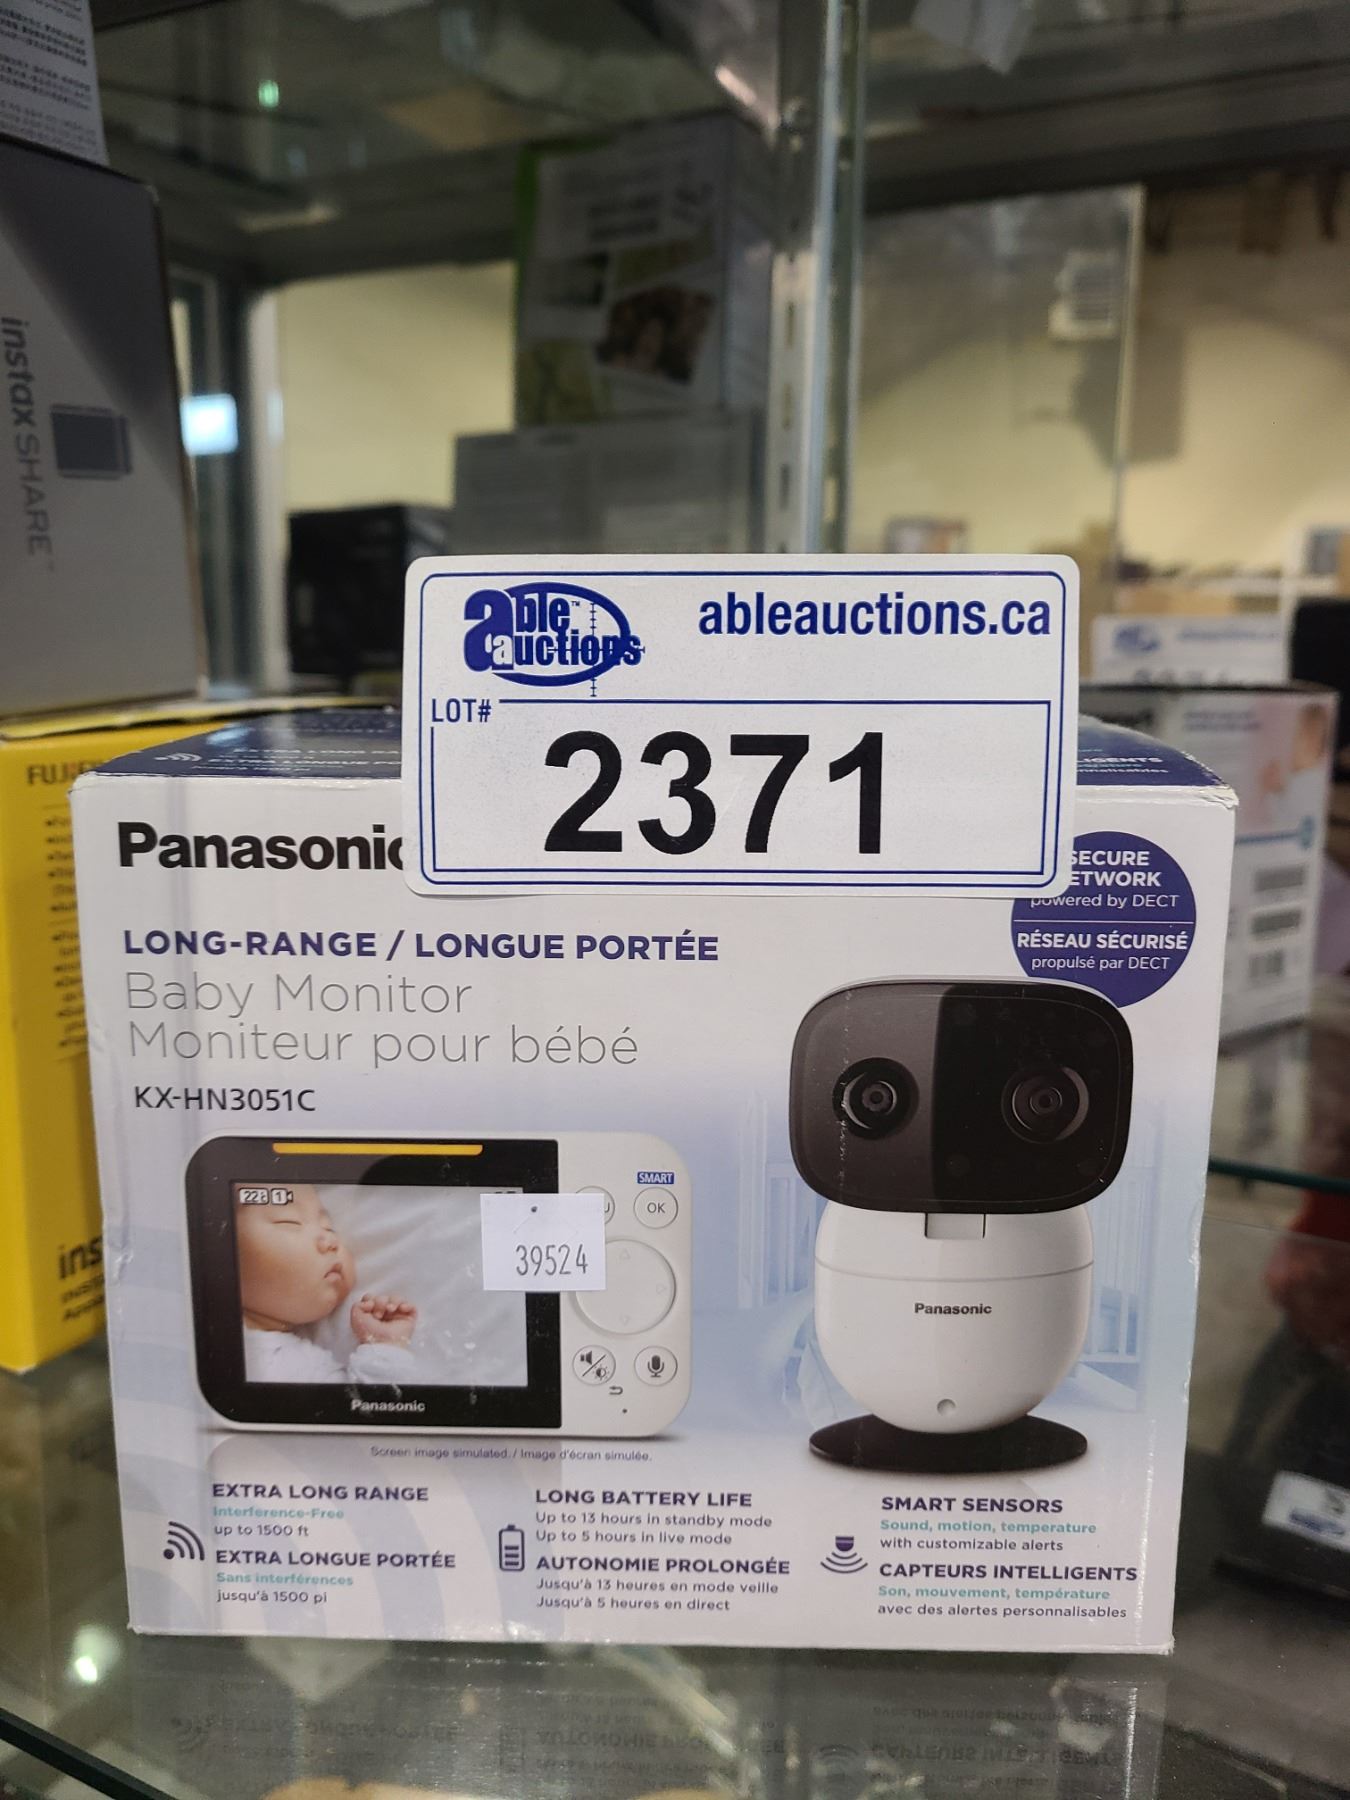 instax SHARE
able auctions™
ableauctions.ca
LOT#
2371
Panasonic
SECURE
NETWORK
powered by DECT
RÉSEAU SÉCURISÉ
propulsé par DECT
LONG-RANGE / LONGUE PORTÉE
Baby Monitor
Moniteur pour bébé
KX-HN3051C
SMART
OK
39524
Panasonic
Panasonic
Screen image simulated. / Image d'écran simulée.
EXTRA LONG RANGE
Interference-Free
up to 1500 ft
EXTRA LONGUE PORTÉE
Sans interférences
jusqu'à 1500 pi
LONG BATTERY LIFE
Up to 13 hours in standby mode
Up to 5 hours in live mode
AUTONOMIE PROLONGÉE
Jusqu'à 13 heures en mode veille
Jusqu'à 5 heures en direct
SMART SENSORS
Sound, motion, temperature
with customizable alerts
CAPTEURS INTELLIGENTS
Son, mouvement, température
avec des alertes personnalisables